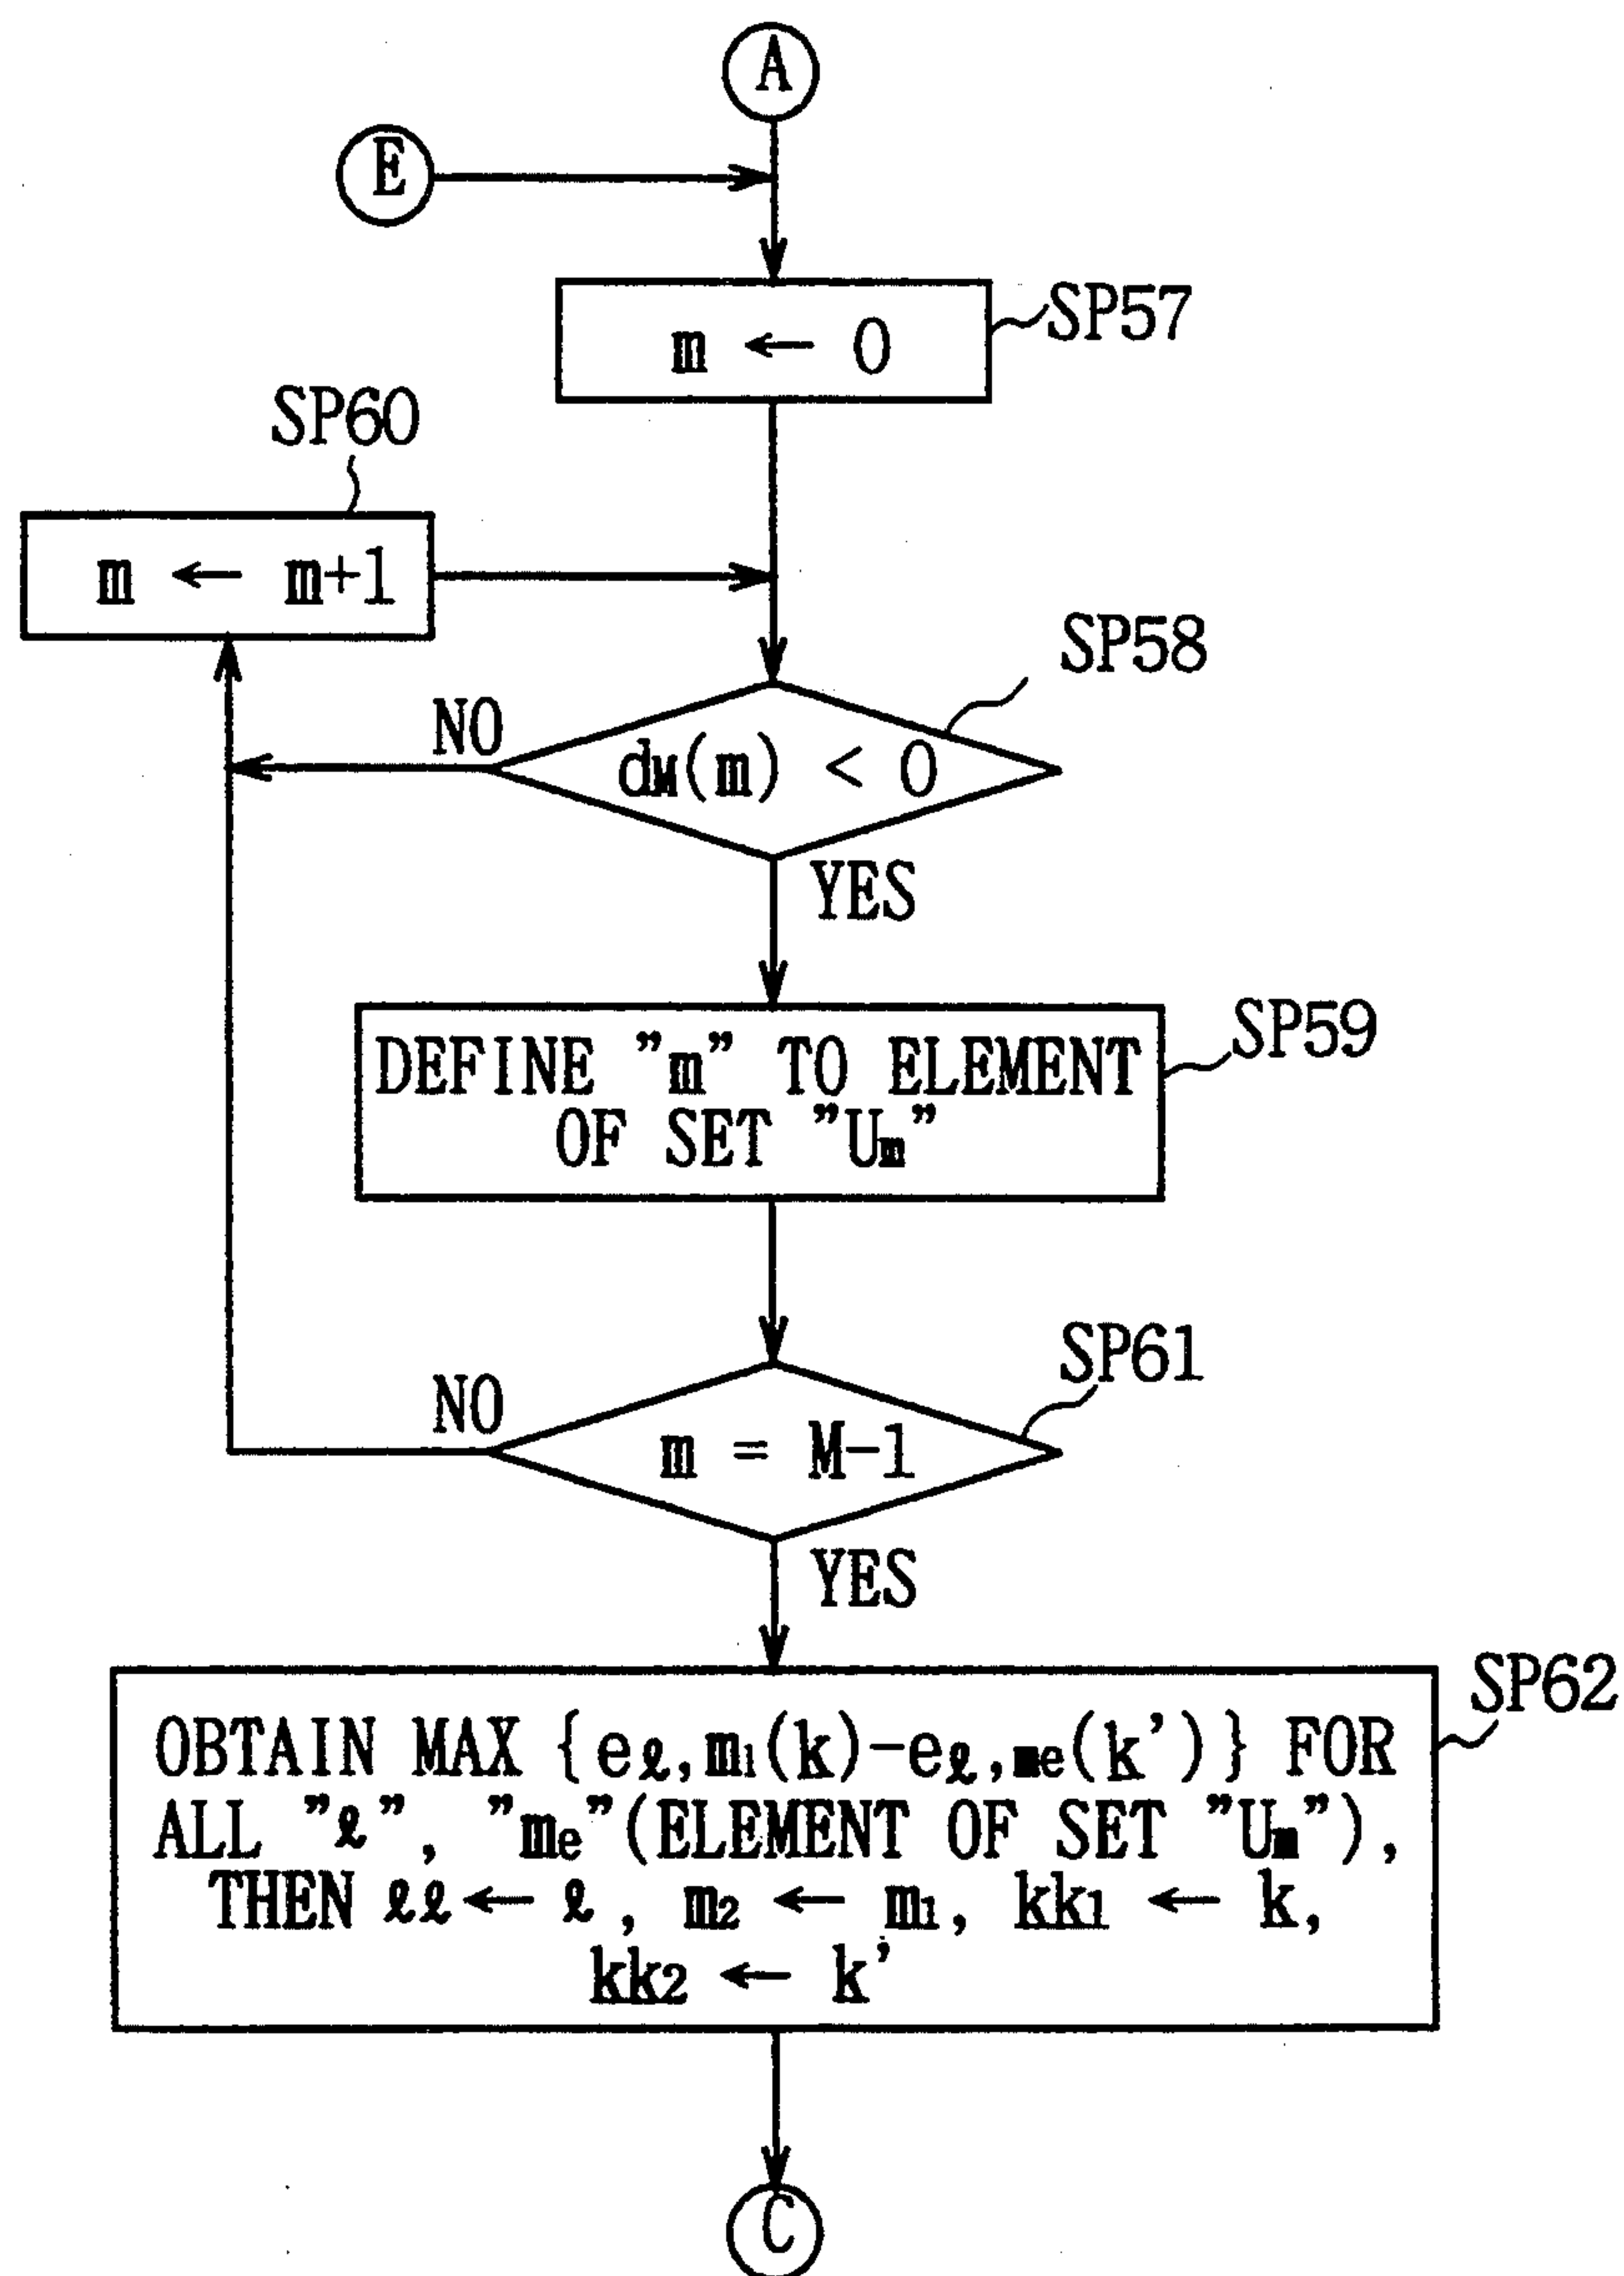 A
E
SP57
m ← 0
SP60
m ← m+1
SP58
NO
dM(m) < 0
YES
SP59
DEFINE "m" TO ELEMENT
OF SET "Um"
SP61
NO
m = M-1
YES
SP62
OBTAIN MAX {eℓ,m1(k)-eℓ,me(k')} FOR
ALL "ℓ", "me"(ELEMENT OF SET "Um"),
THEN ℓℓ ← ℓ, m2 ← m1, kk1 ← k,
kk2 ← k'
C